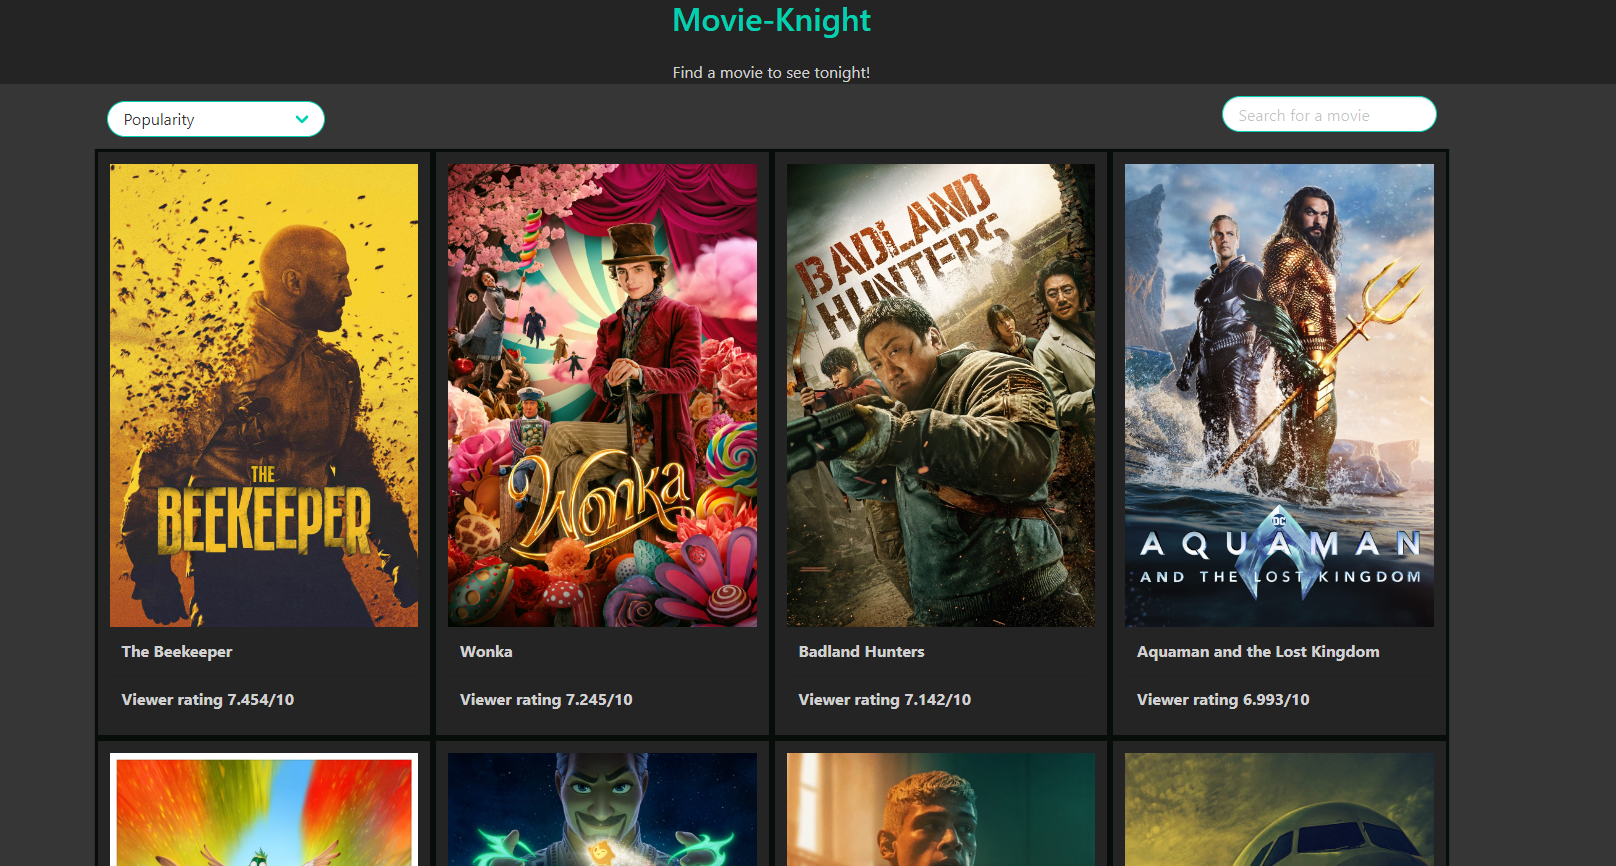 Movie-Knight
Find a movie to see tonight!
Popularity
Search for a movie
THE
BEEKEEPER
Wonka
BADLAND
HUNTERS
DC
AQUAMAN
AND THE LOST KINGDOM
The Beekeeper
Wonka
Badland Hunters
Aquaman and the Lost Kingdom
Viewer rating 7.454/10
Viewer rating 7.245/10
Viewer rating 7.142/10
Viewer rating 6.993/10